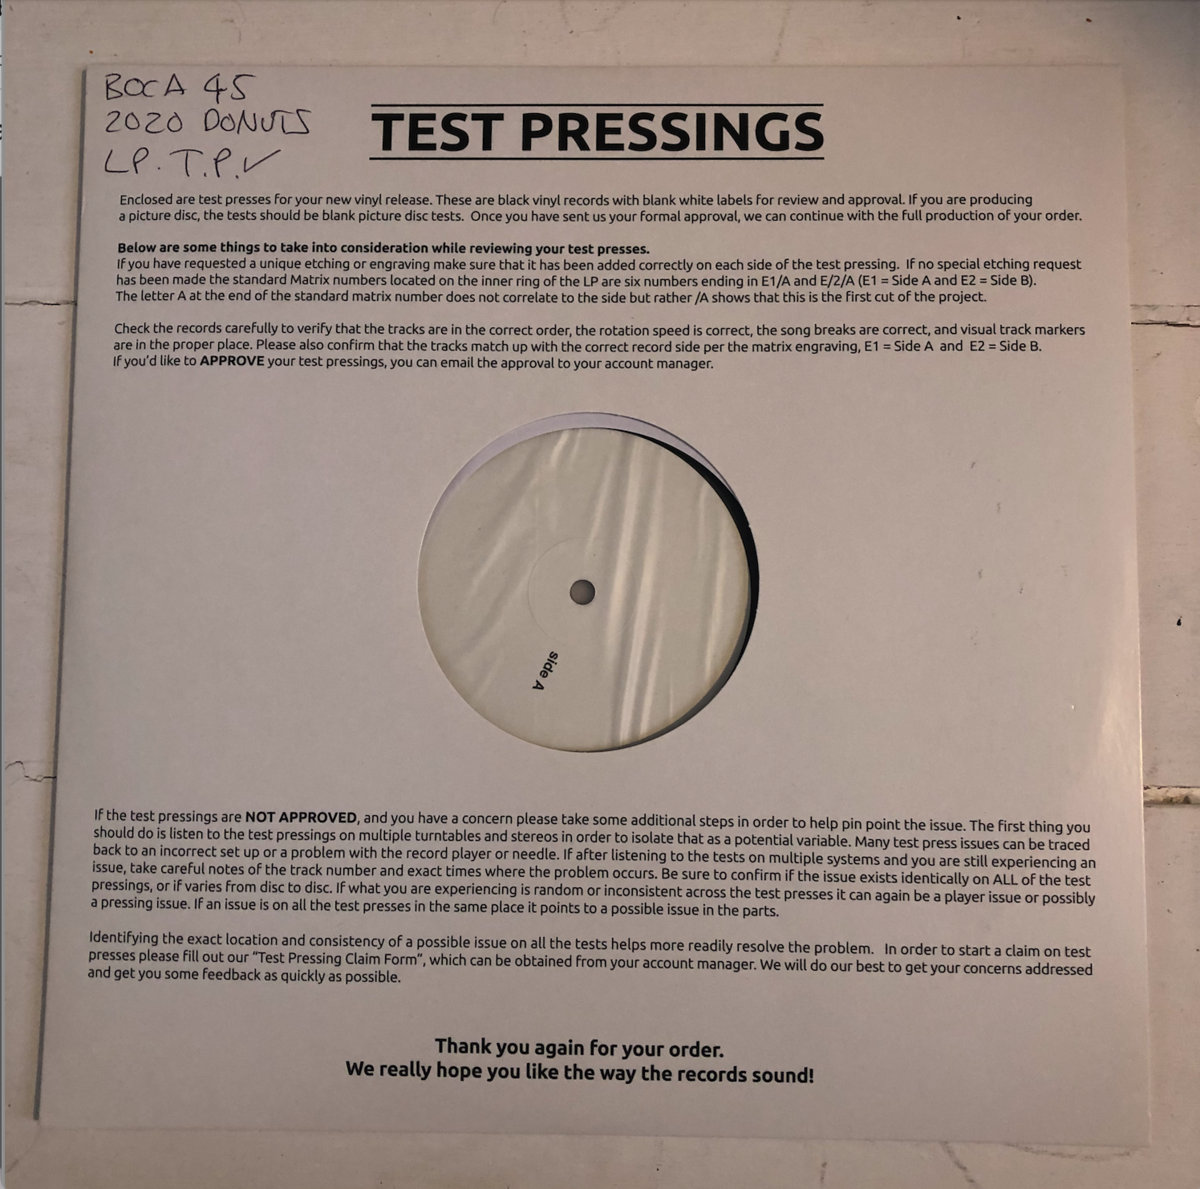 BOCA 45
2020 DONUTS
LP. T.P. ✓
TEST PRESSINGS
Enclosed are test presses for your new vinyl release. These are black vinyl records with blank white labels for review and approval. If you are producing
a picture disc, the tests should be blank picture disc tests.  Once you have sent us your formal approval, we can continue with the full production of your order.
Below are some things to take into consideration while reviewing your test presses.
If you have requested a unique etching or engraving make sure that it has been added correctly on each side of the test pressing.  If no special etching request
has been made the standard Matrix numbers located on the inner ring of the LP are six numbers ending in E1/A and E/2/A (E1 = Side A and E2 = Side B).
The letter A at the end of the standard matrix number does not correlate to the side but rather /A shows that this is the first cut of the project.
Check the records carefully to verify that the tracks are in the correct order, the rotation speed is correct, the song breaks are correct, and visual track markers
are in the proper place. Please also confirm that the tracks match up with the correct record side per the matrix engraving, E1 = Side A  and  E2 = Side B.
If you'd like to APPROVE your test pressings, you can email the approval to your account manager.
side A
If the test pressings are NOT APPROVED, and you have a concern please take some additional steps in order to help pin point the issue. The first thing you
should do is listen to the test pressings on multiple turntables and stereos in order to isolate that as a potential variable. Many test press issues can be traced
back to an incorrect set up or a problem with the record player or needle. If after listening to the tests on multiple systems and you are still experiencing an
issue, take careful notes of the track number and exact times where the problem occurs. Be sure to confirm if the issue exists identically on ALL of the test
pressings, or if varies from disc to disc. If what you are experiencing is random or inconsistent across the test presses it can again be a player issue or possibly
a pressing issue. If an issue is on all the test presses in the same place it points to a possible issue in the parts.
Identifying the exact location and consistency of a possible issue on all the tests helps more readily resolve the problem.   In order to start a claim on test
presses please fill out our "Test Pressing Claim Form", which can be obtained from your account manager. We will do our best to get your concerns addressed
and get you some feedback as quickly as possible.
Thank you again for your order.
We really hope you like the way the records sound!